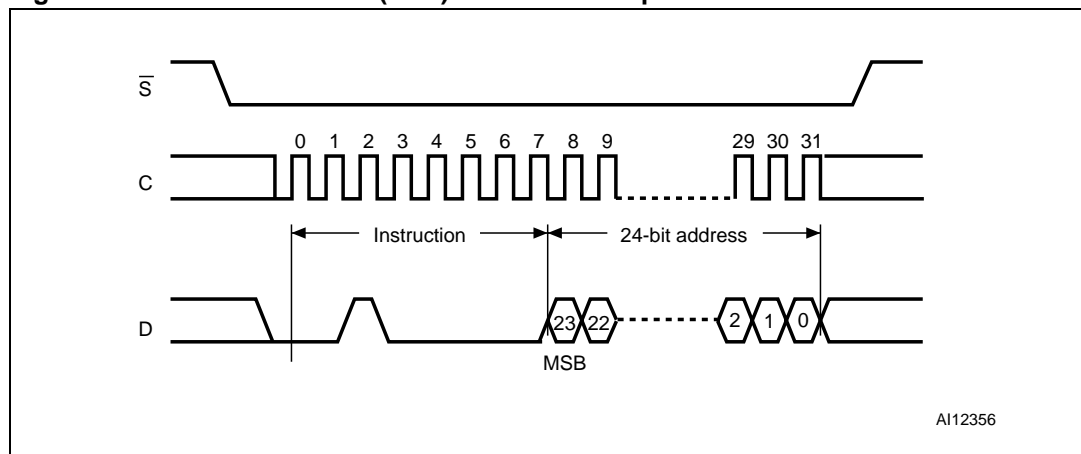 S
0 1 2 3 4 5 6 7 8 9 29 30 31
C
Instruction 24-bit address
D 23 22 2 1 0
MSB
AI12356